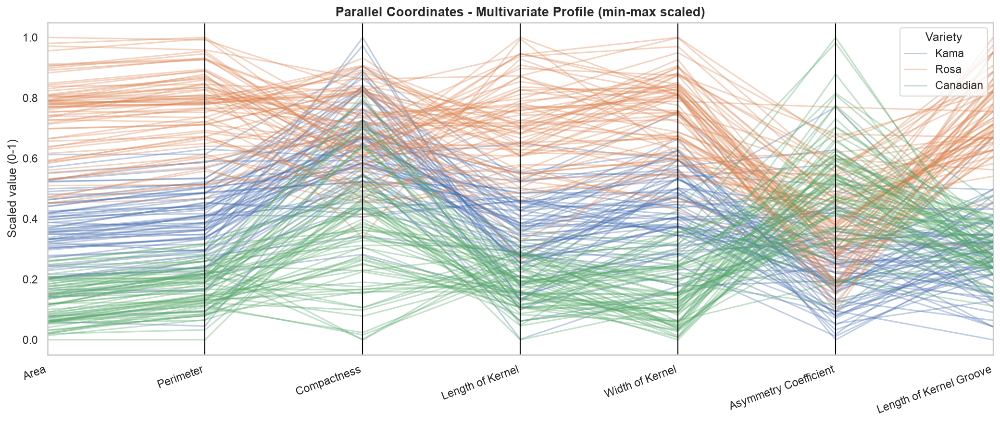 Parallel Coordinates - Multivariate Profile (min-max scaled)
Scaled value (0-1)
1.0
0.8
0.6
0.4
0.2
0.0
Variety
Kama
Rosa
Canadian
Area
Perimeter
Compactness
Length of Kernel
Width of Kernel
Asymmetry Coefficient
Length of Kernel Groove